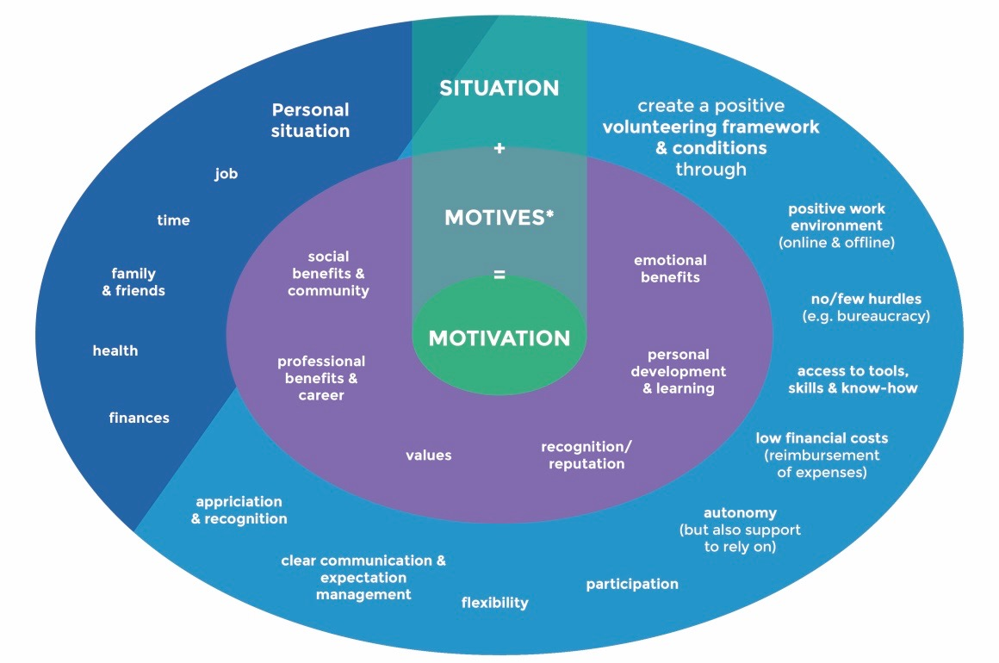 SITUATION
+
MOTIVES*
=
MOTIVATION
Personal
situation
job
time
family
& friends
health
finances
social
benefits &
community
professional
benefits &
career
values
recognition/
reputation
personal
development
& learning
emotional
benefits
create a positive
volunteering framework
& conditions
through
positive work
environment
(online & offline)
no/few hurdles
(e.g. bureaucracy)
access to tools,
skills & know-how
low financial costs
(reimbursement
of expenses)
autonomy
(but also support
to rely on)
participation
flexibility
clear communication &
expectation
management
appriciation
& recognition